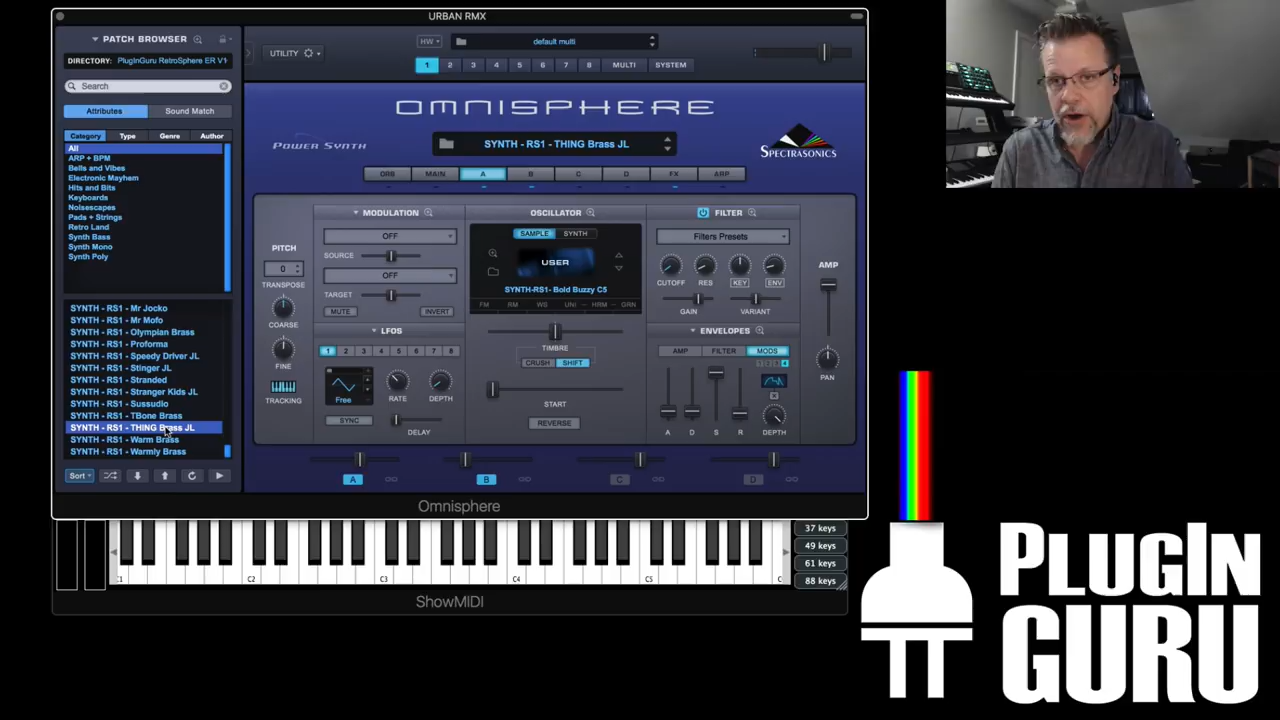 URBAN RMX
PATCH BROWSER
DIRECTORY: PlugInGuru RetroSphere ER V1
Search
Attributes
Sound Match
Category
Type
Genre
Author
All
ARP + BPM
Bells and Vibes
Electronic Mayhem
Hits and Bits
Keyboards
Noisescapes
Pads + Strings
Retro Land
Synth Bass
Synth Mono
Synth Poly
SYNTH - RS1 - Mr Jocko
SYNTH - RS1 - Mr Mofo
SYNTH - RS1 - Olympian Brass
SYNTH - RS1 - Proforma
SYNTH - RS1 - Speedy Driver JL
SYNTH - RS1 - Stinger JL
SYNTH - RS1 - Stranded
SYNTH - RS1 - Stranger Kids JL
SYNTH - RS1 - Sussudio
SYNTH - RS1 - TBone Brass
SYNTH - RS1 - THING Brass JL
SYNTH - RS1 - Warm Brass
SYNTH - RS1 - Warmly Brass
Sort
UTILITY
HW
default multi
1 2 3 4 5 6 7 8 MULTI SYSTEM
OMNISPHERE
POWER SYNTH
SYNTH - RS1 - THING Brass JL
SPECTRASONICS
ORB MAIN A B C D FX ARP
PITCH
0
TRANSPOSE
COARSE
FINE
TRACKING
MODULATION
OFF
SOURCE
OFF
TARGET
MUTE
INVERT
LFOS
1 2 3 4 5 6 7 8
Free
RATE
DEPTH
SYNC
DELAY
OSCILLATOR
SAMPLE
SYNTH
USER
SYNTH-RS1- Bold Buzzy C5
FM RM WS UNI HRM GRN
TIMBRE
CRUSH
SHIFT
START
REVERSE
FILTER
Filters Presets
CUTOFF RES KEY ENV
GAIN
VARIANT
ENVELOPES
AMP
FILTER
MODS
1 2 3 4
A D S R
DEPTH
AMP
PAN
A
B
C
D
Omnisphere
C1
C2
C3
C4
C5
C
37 keys
49 keys
61 keys
88 keys
ShowMIDI
PLUGIN
GURU